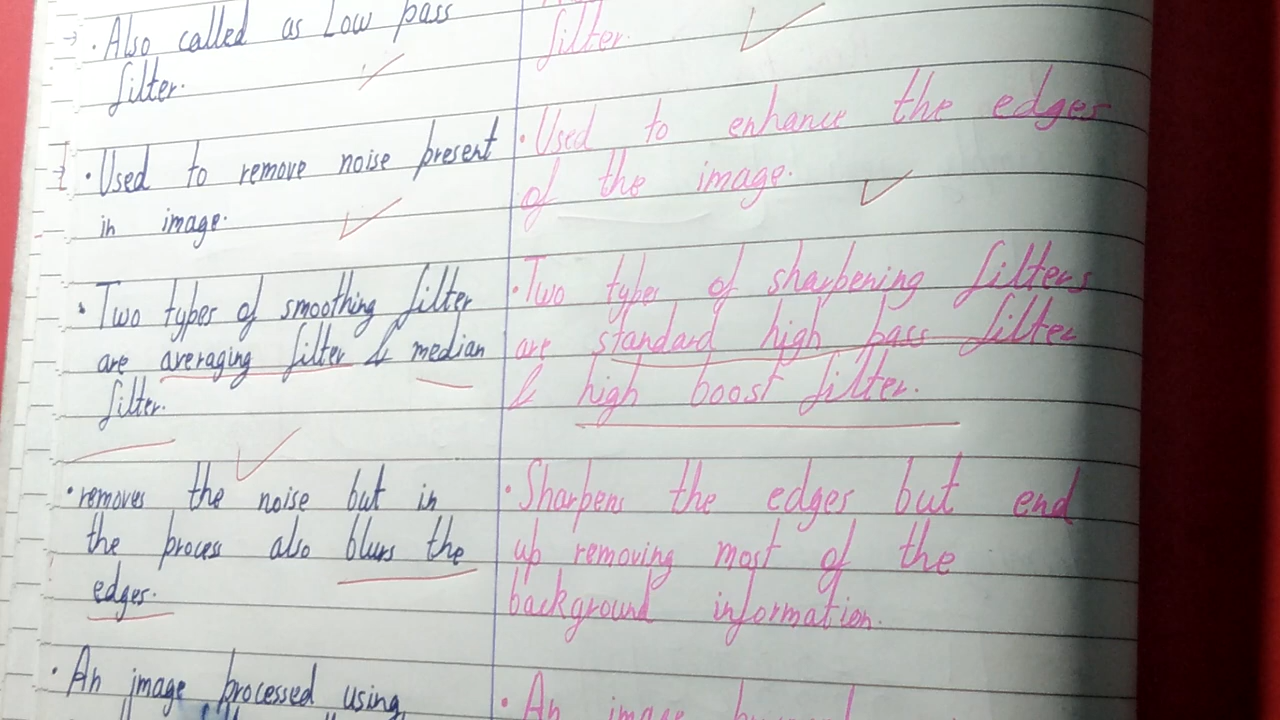 · Also called as Low pass
filter.
filter.
· Used to remove noise present
in image.
· Used to enhance the edges
of the image.
· Two types of smoothing filter
are averaging filter & median
filter.
· Two types of sharpening filters
are standard high pass filter
& high boost filter.
· removes the noise but in
the process also blurs the
edges.
· Sharpens the edges but end
up removing most of the
background information.
· An image processed using
· An image